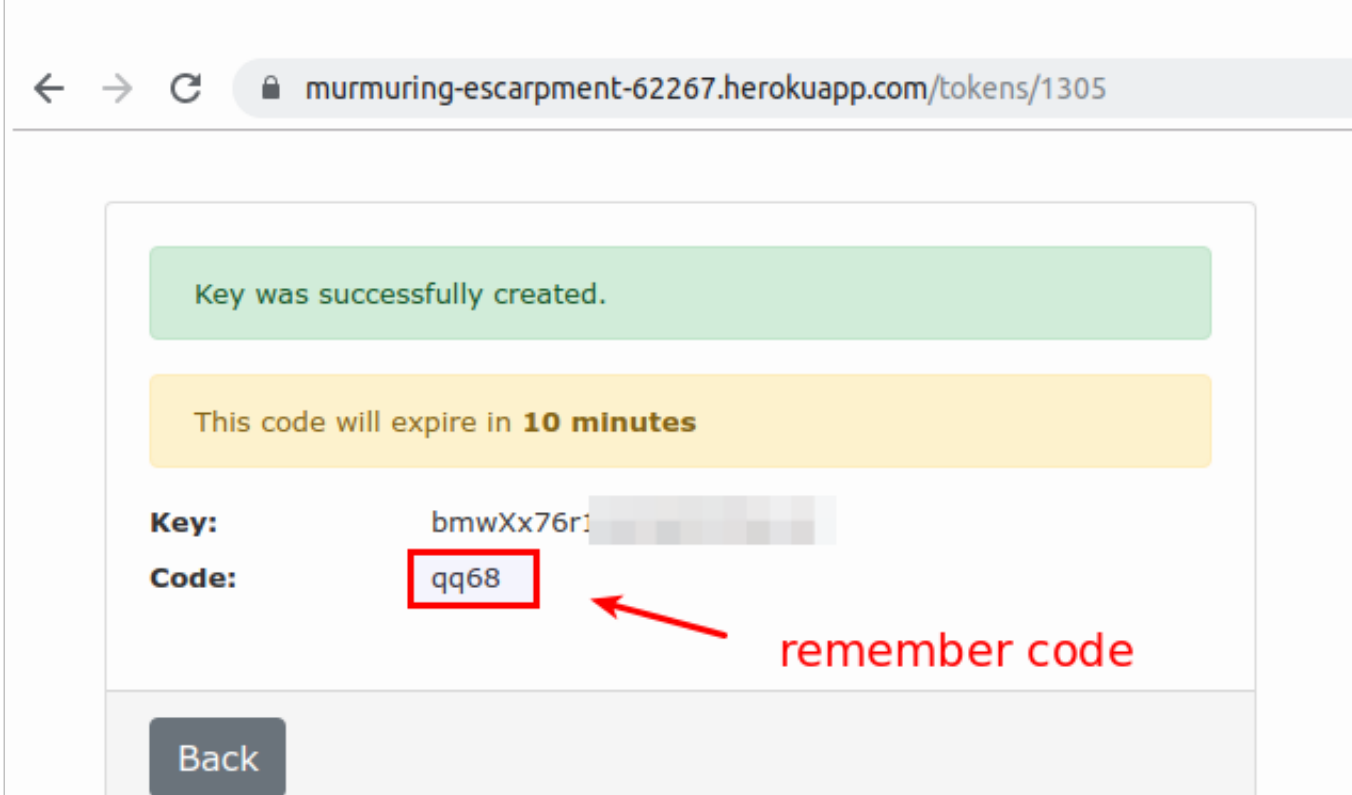 murmuring-escarpment-62267.herokuapp.com/tokens/1305
Key was successfully created.
This code will expire in 10 minutes
Key: bmwXx76r
Code: qq68
remember code
Back